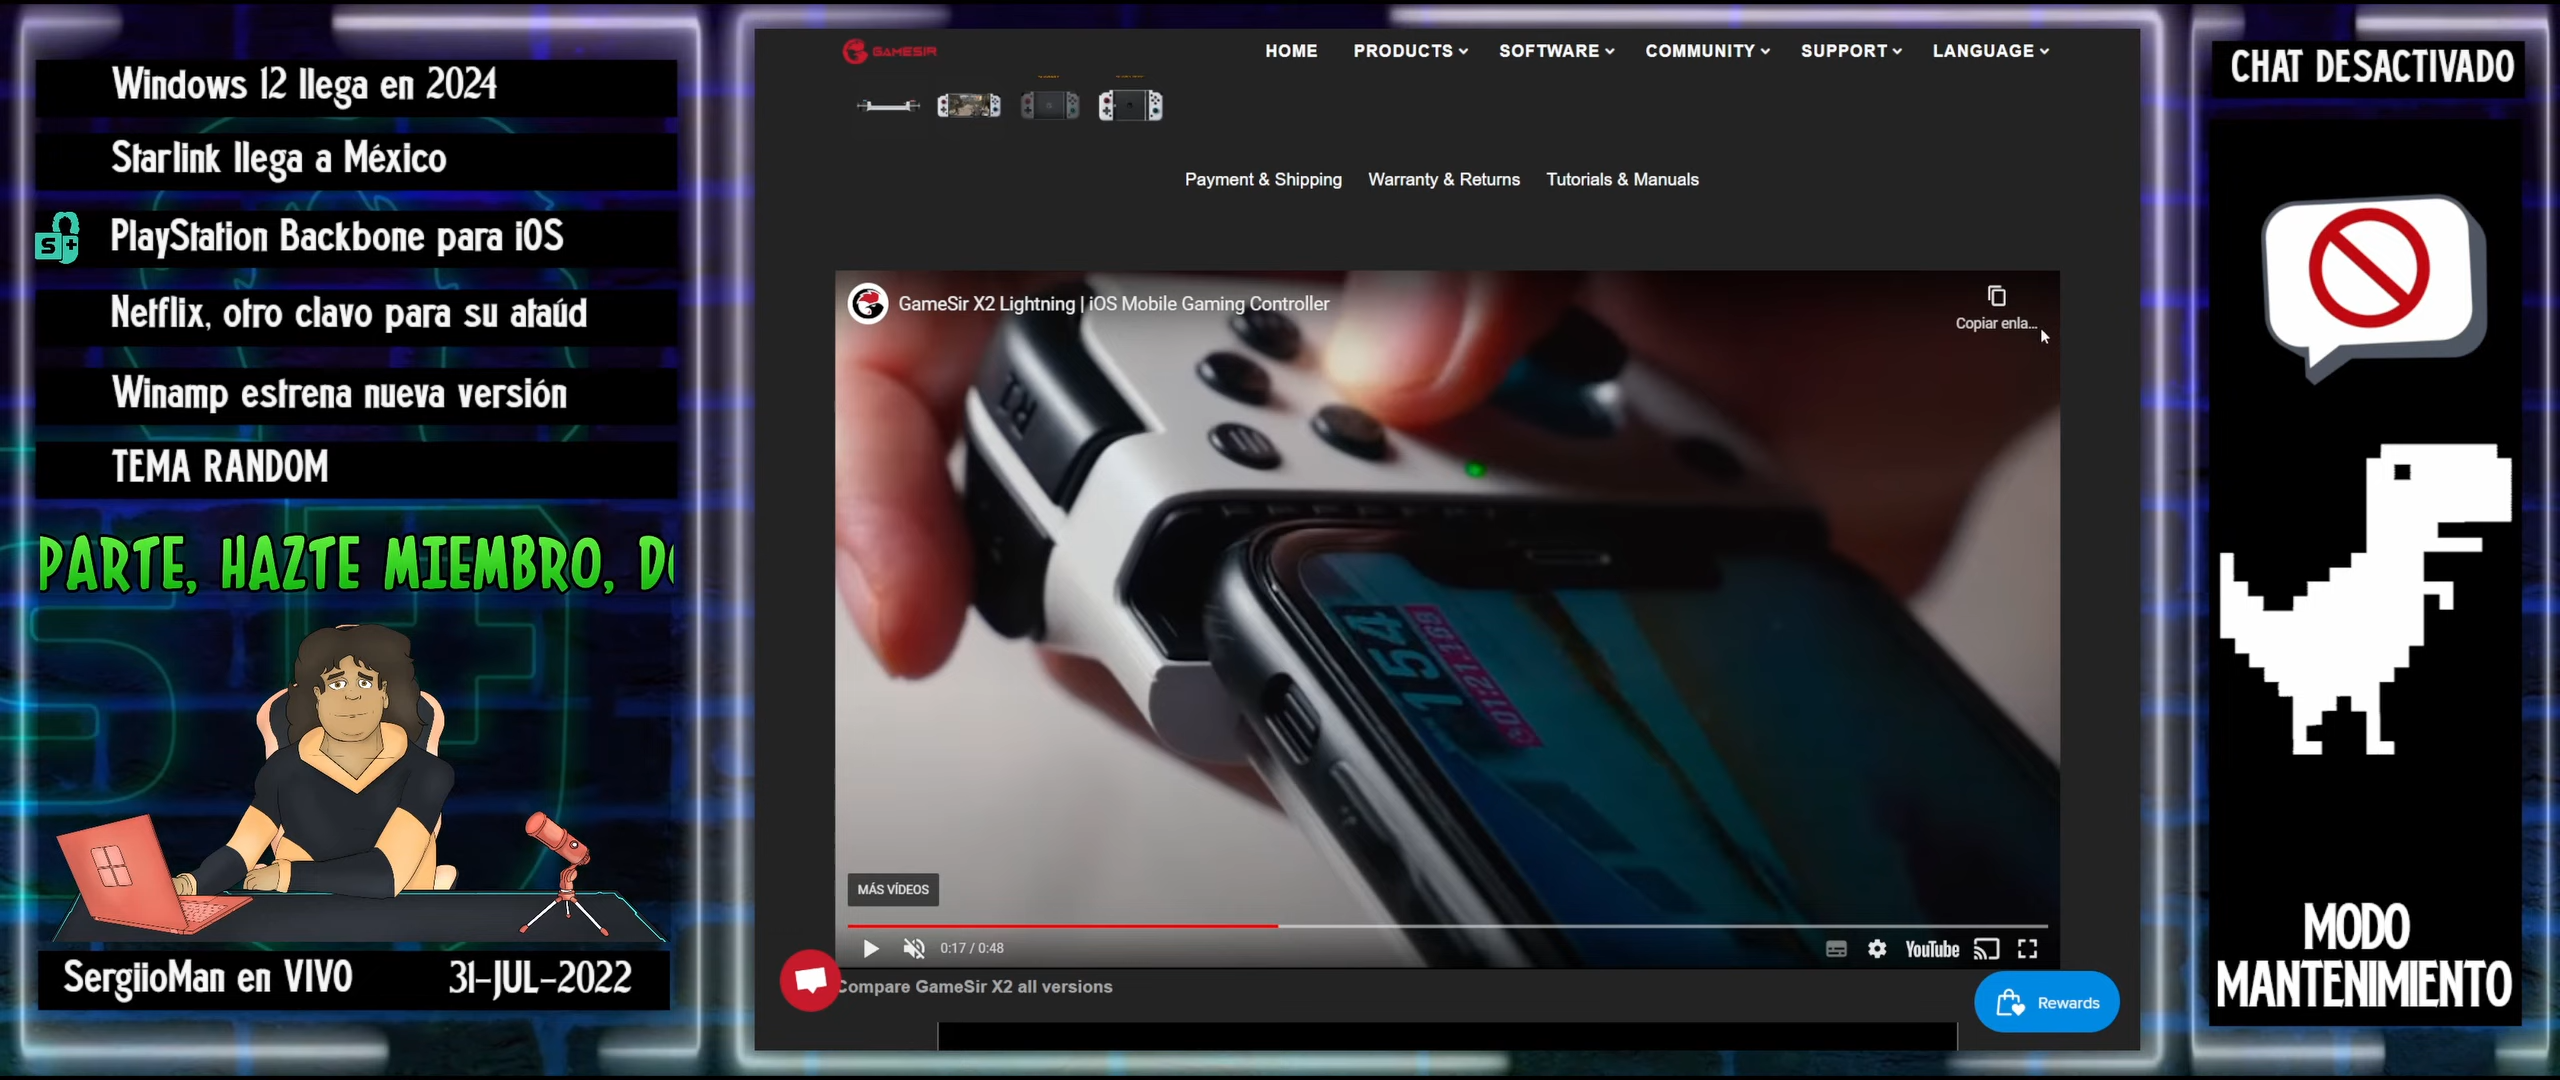 Windows 12 llega en 2024
Starlink llega a México
S+
PlayStation Backbone para iOS
Netflix, otro clavo para su ataúd
Winamp estrena nueva versión
TEMA RANDOM
PARTE, HAZTE MIEMBRO,
SergiioMan en VIVO 31-JUL-2022
GAMESIR
HOME PRODUCTS SOFTWARE COMMUNITY SUPPORT LANGUAGE
Payment & Shipping Warranty & Returns Tutorials & Manuals
GameSir X2 Lightning | iOS Mobile Gaming Controller
Copiar enla...
R1
154
MÁS VÍDEOS
0:17 / 0:48
YouTube
Compare GameSir X2 all versions
Rewards
CHAT DESACTIVADO
MODO
MANTENIMIENTO